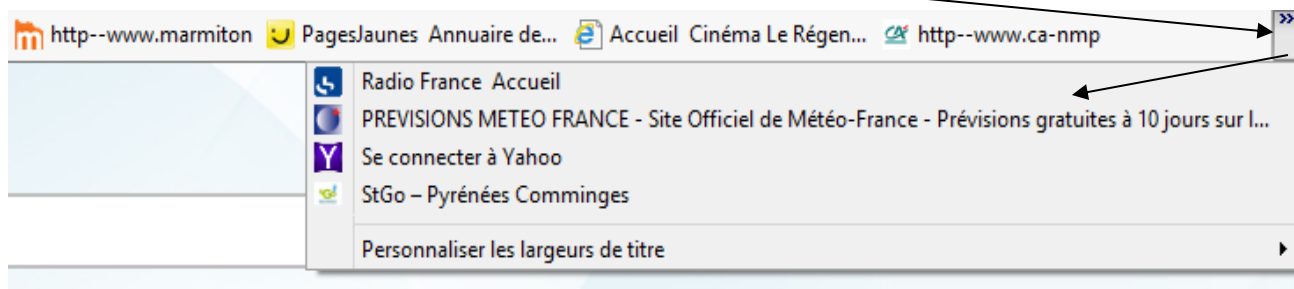 http--www.marmiton PagesJaunes Annuaire de... Accueil Cinéma Le Régen... http--www.ca-nmp »
Radio France Accueil
PREVISIONS METEO FRANCE - Site Officiel de Météo-France - Prévisions gratuites à 10 jours sur l...
Se connecter à Yahoo
StGo – Pyrénées Comminges
Personnaliser les largeurs de titre